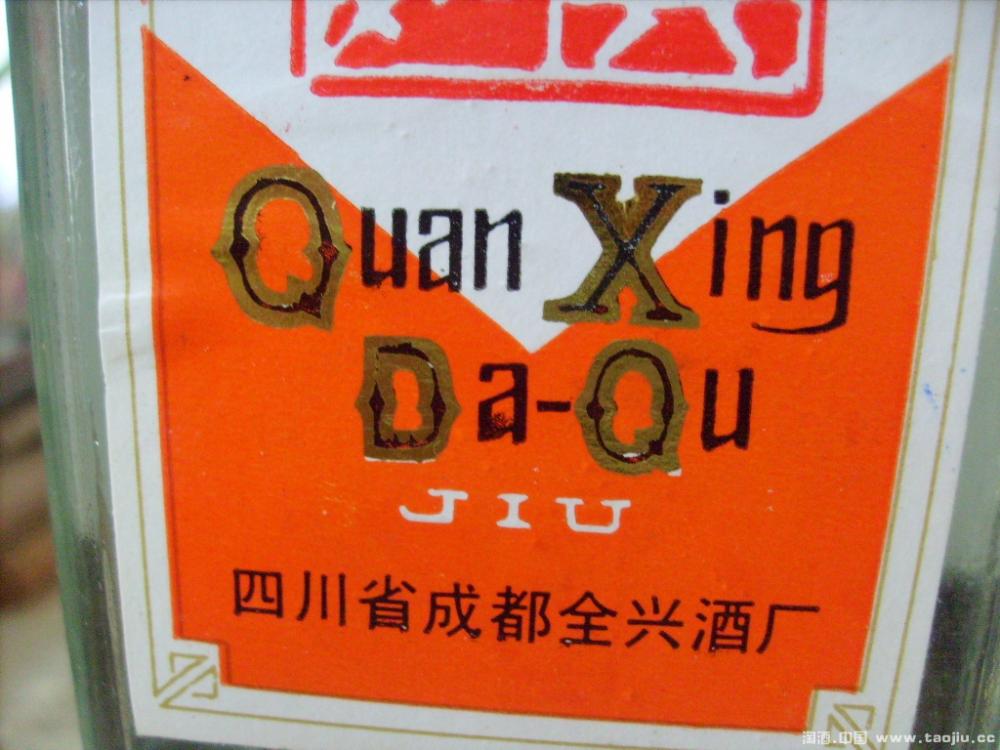 Quan Xing
Da-Qu
JIU
四川省成都全兴酒厂
淘酒.中国 www.taojiu.cc